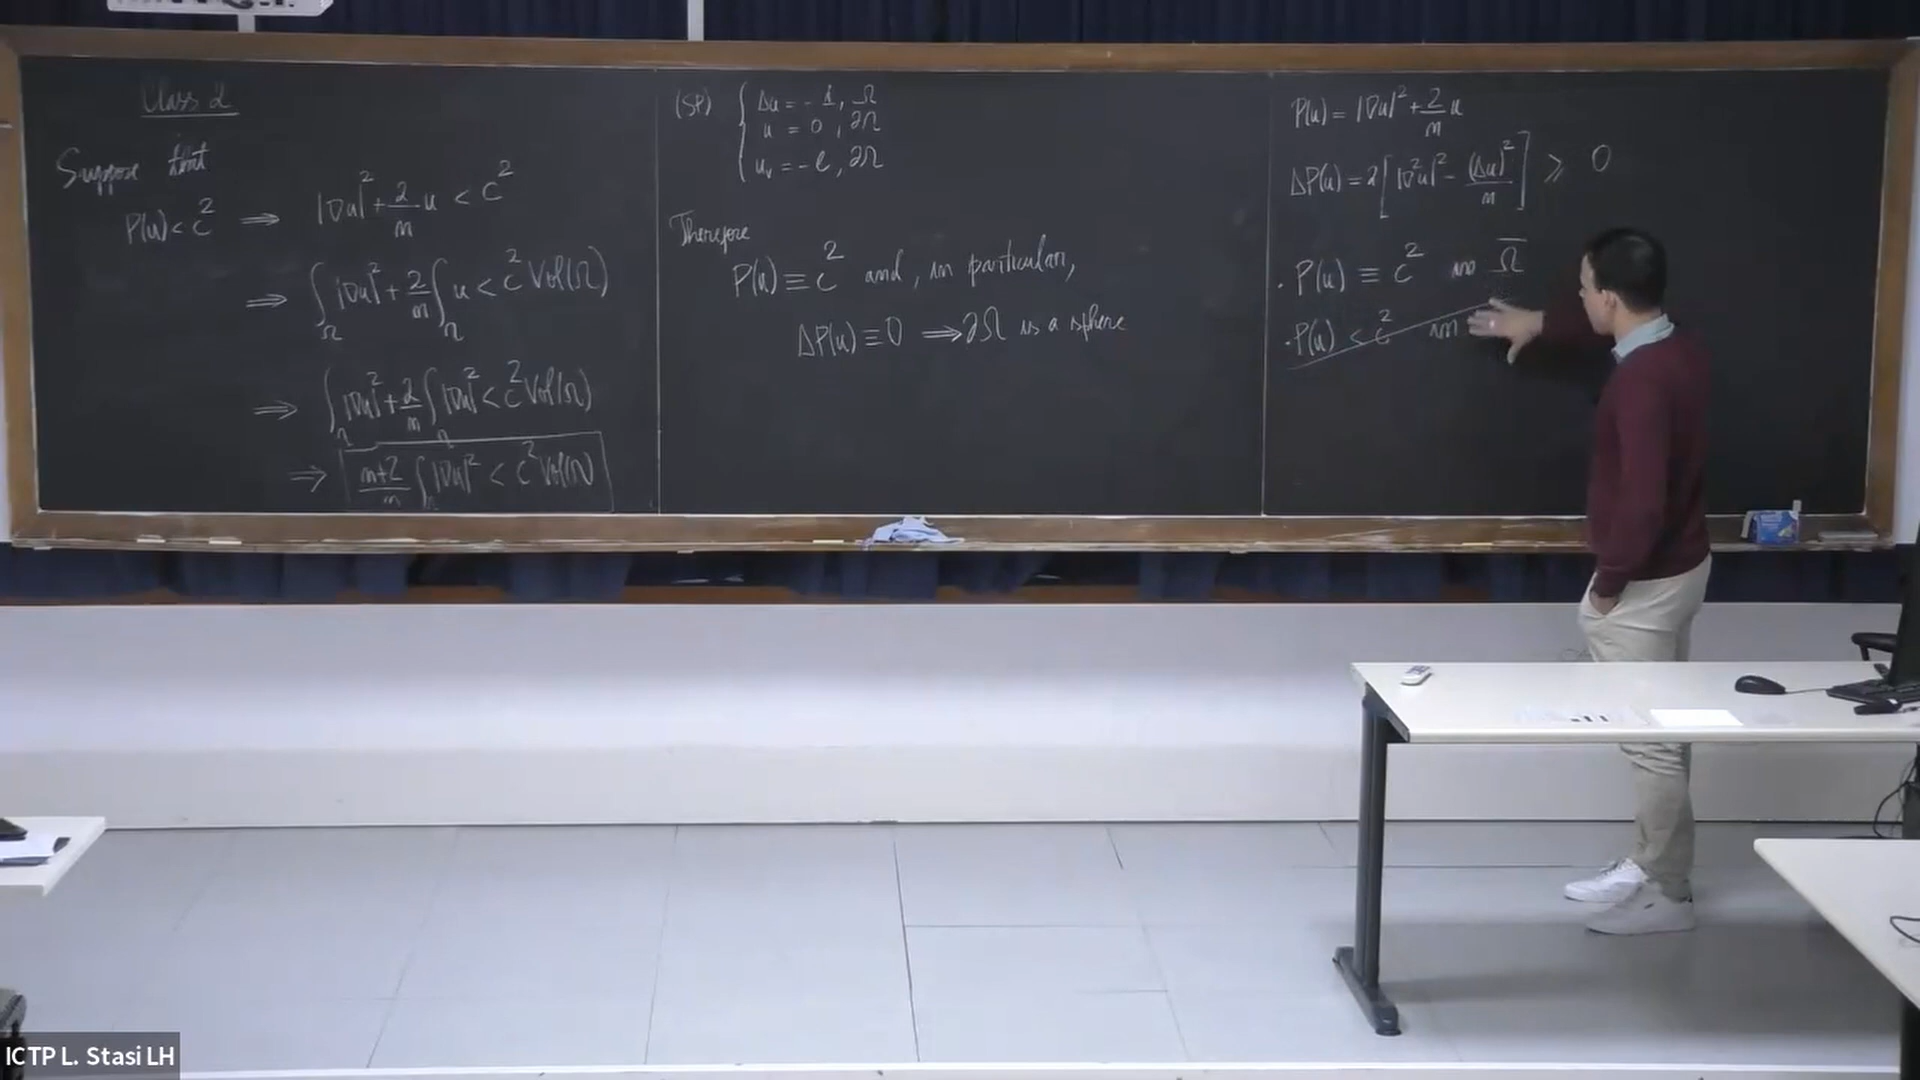 Class 2
Suppose that
P(u) < c² ⟹ |∇u|² + 2/n u < c²
⟹ ∫_Ω |∇u|² + 2/n ∫_Ω u < c² Vol(Ω)
⟹ ∫_Ω |∇u|² + 2/n ∫_Ω |∇u|² < c² Vol(Ω)
⟹ n+2/n ∫_Ω |∇u|² < c² Vol(Ω)
(SP) { Δu = -1, Ω
u = 0, ∂Ω
u_ν = -c, ∂Ω
Therefore
P(u) ≡ c² and, in particular,
ΔP(u) ≡ 0 ⟹ ∂Ω is a sphere
P(u) = |∇u|² + 2/n u
ΔP(u) = 2[|∇²u|² - (Δu)²/n] ⩾ 0
· P(u) ≡ c² in Ω̅
· P(u) < c² in
ICTP L. Stasi LH